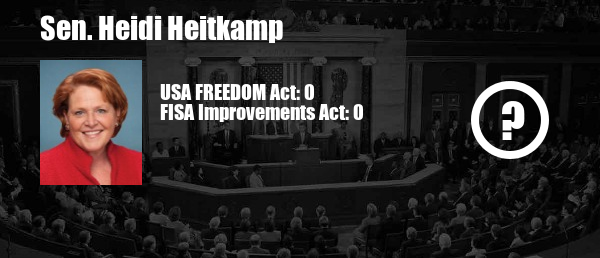 Sen. Heidi Heitkamp
USA FREEDOM Act: 0
FISA Improvements Act: 0
?